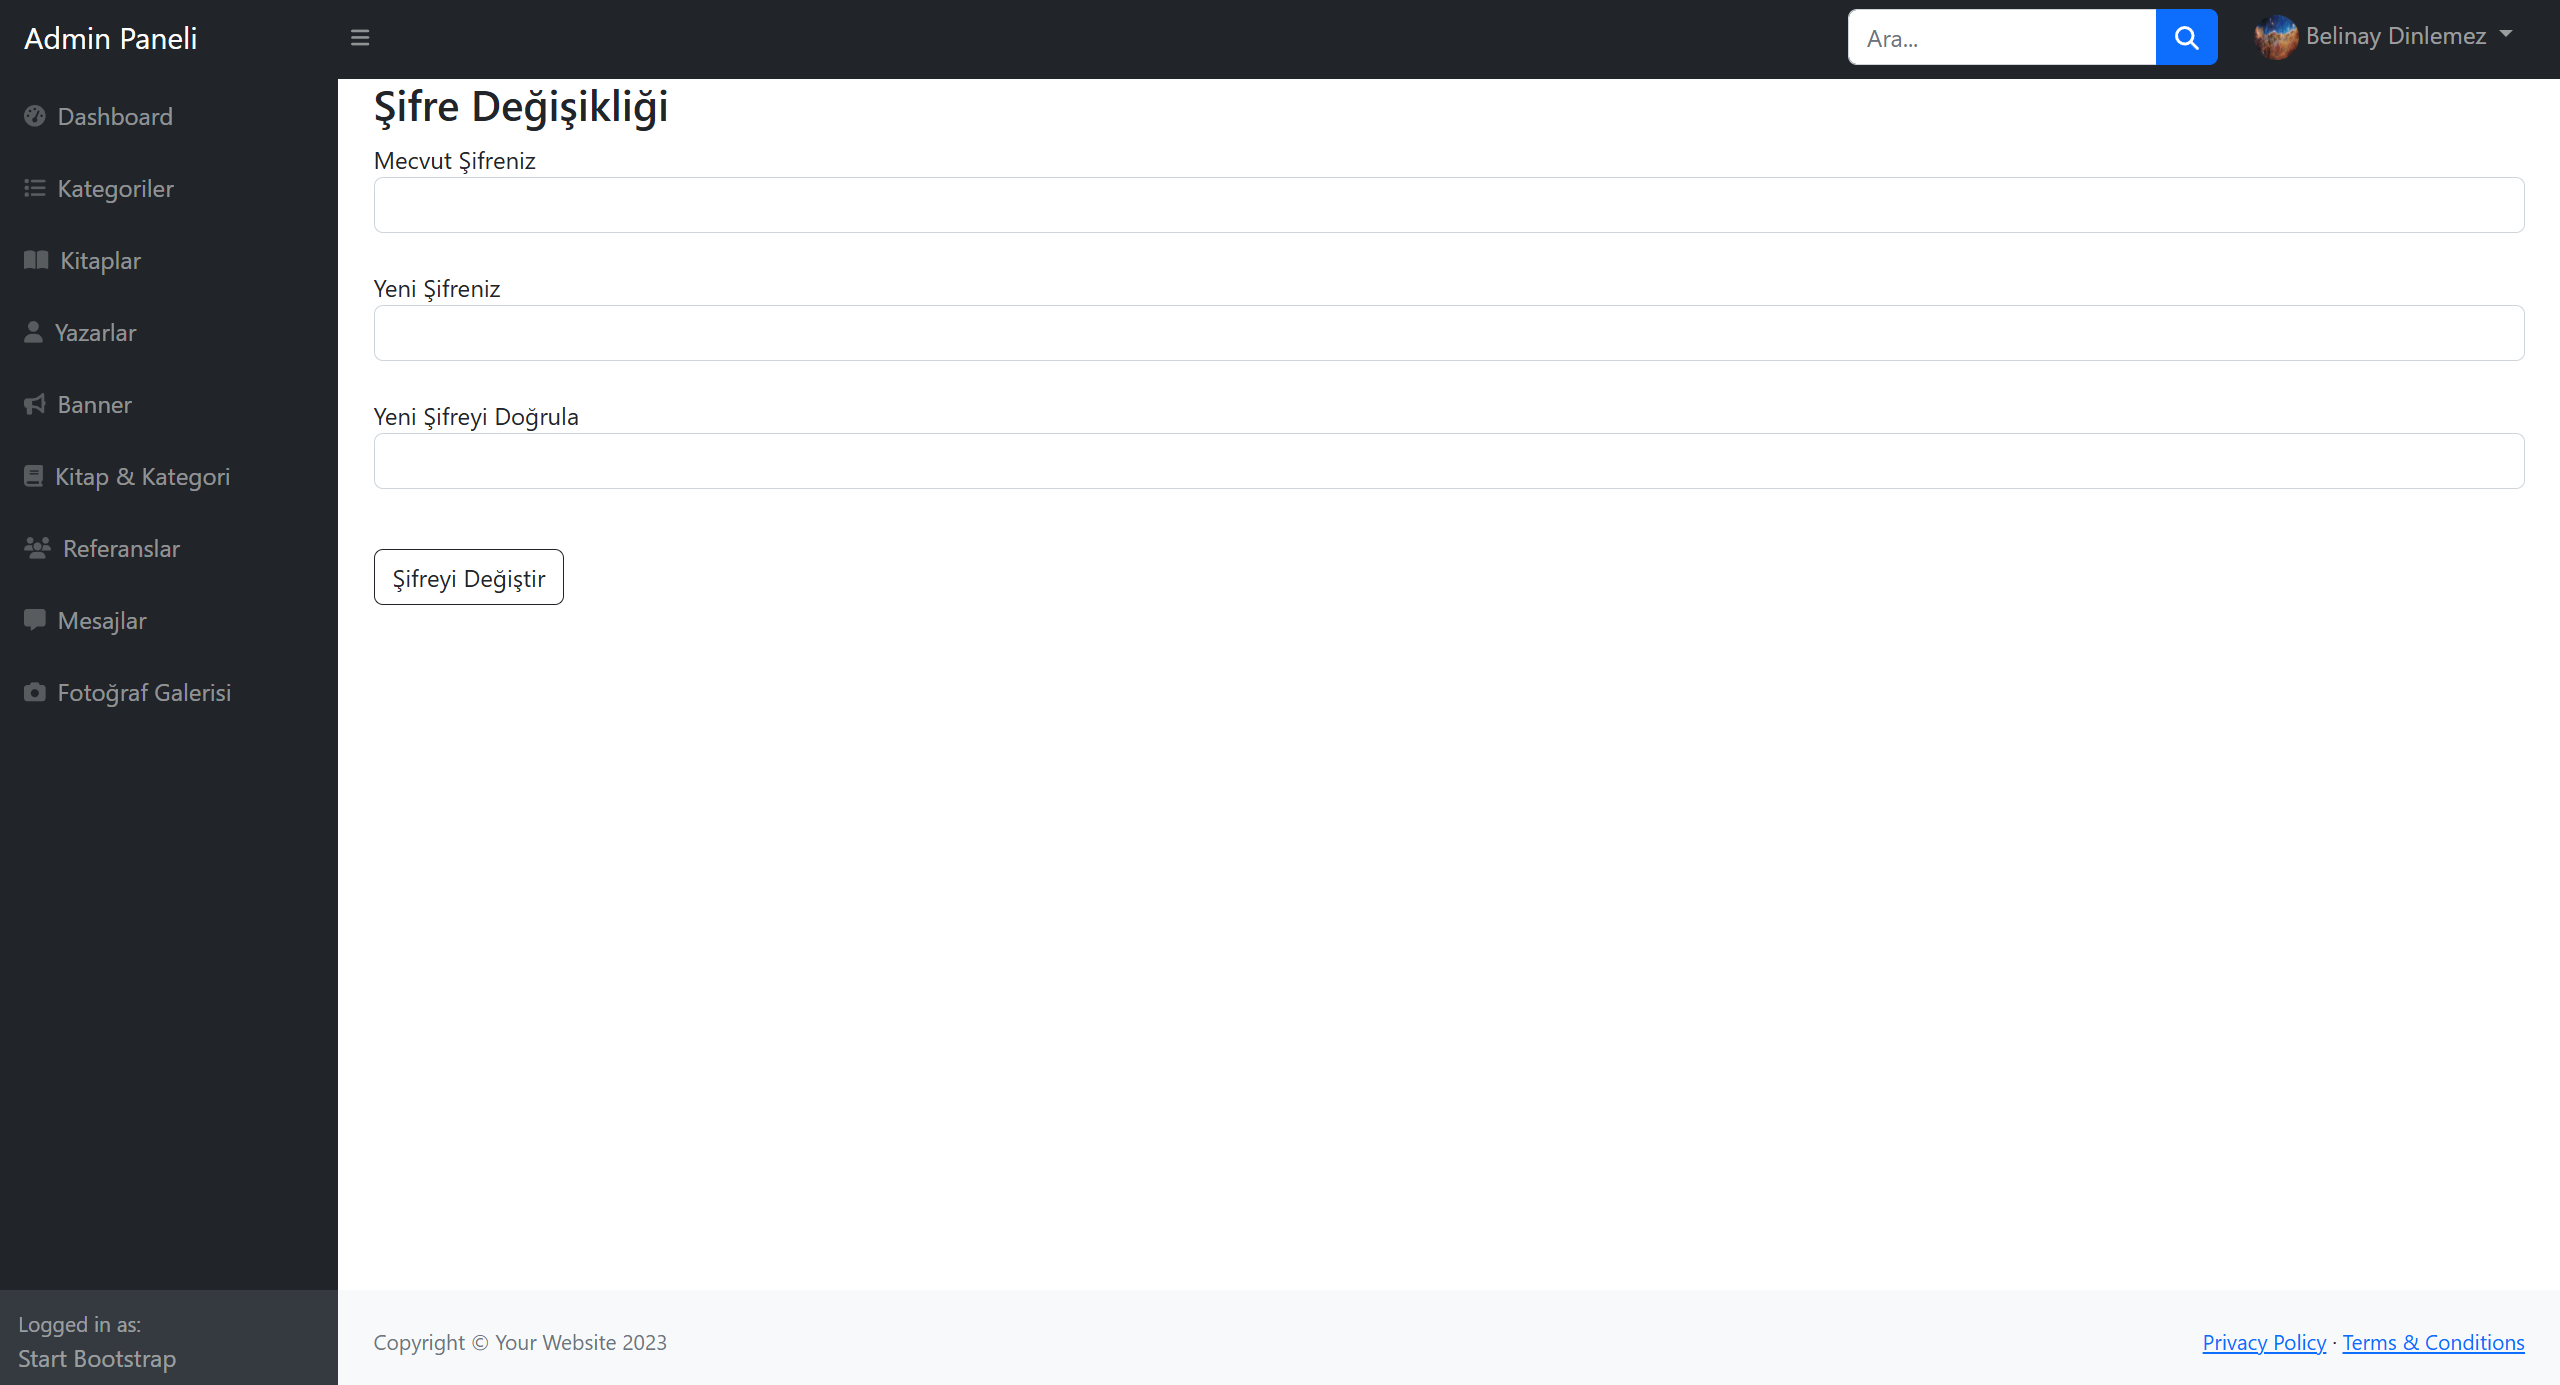 Admin Paneli
Ara...
Belinay Dinlemez
Dashboard
Kategoriler
Kitaplar
Yazarlar
Banner
Kitap & Kategori
Referanslar
Mesajlar
Fotoğraf Galerisi
Logged in as:
Start Bootstrap
Şifre Değişikliği
Mecvut Şifreniz
Yeni Şifreniz
Yeni Şifreyi Doğrula
Şifreyi Değiştir
Copyright © Your Website 2023
Privacy Policy · Terms & Conditions